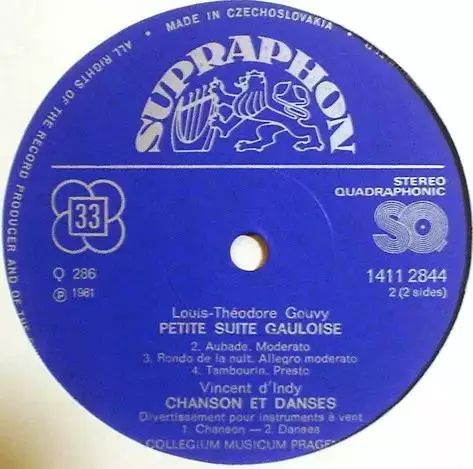 ALL RIGHTS OF THE RECORD PRODUCER AND OF THE
• MADE IN CZECHOSLOVAKIA •
SUPRAPHON
33
STEREO
QUADRAPHONIC
SQ
Q 286
Ⓟ 1981
1411 2844
2 (2 sides)
Louis-Théodore Gouvy
PETITE SUITE GAULOISE
2. Aubade. Moderato
3. Rondo de la nuit. Allegro moderato
4. Tambourin. Presto
Vincent d'Indy
CHANSON ET DANSES
Divertissement pour instruments à vent
1. Chanson — 2. Danses
COLLEGIUM MUSICUM